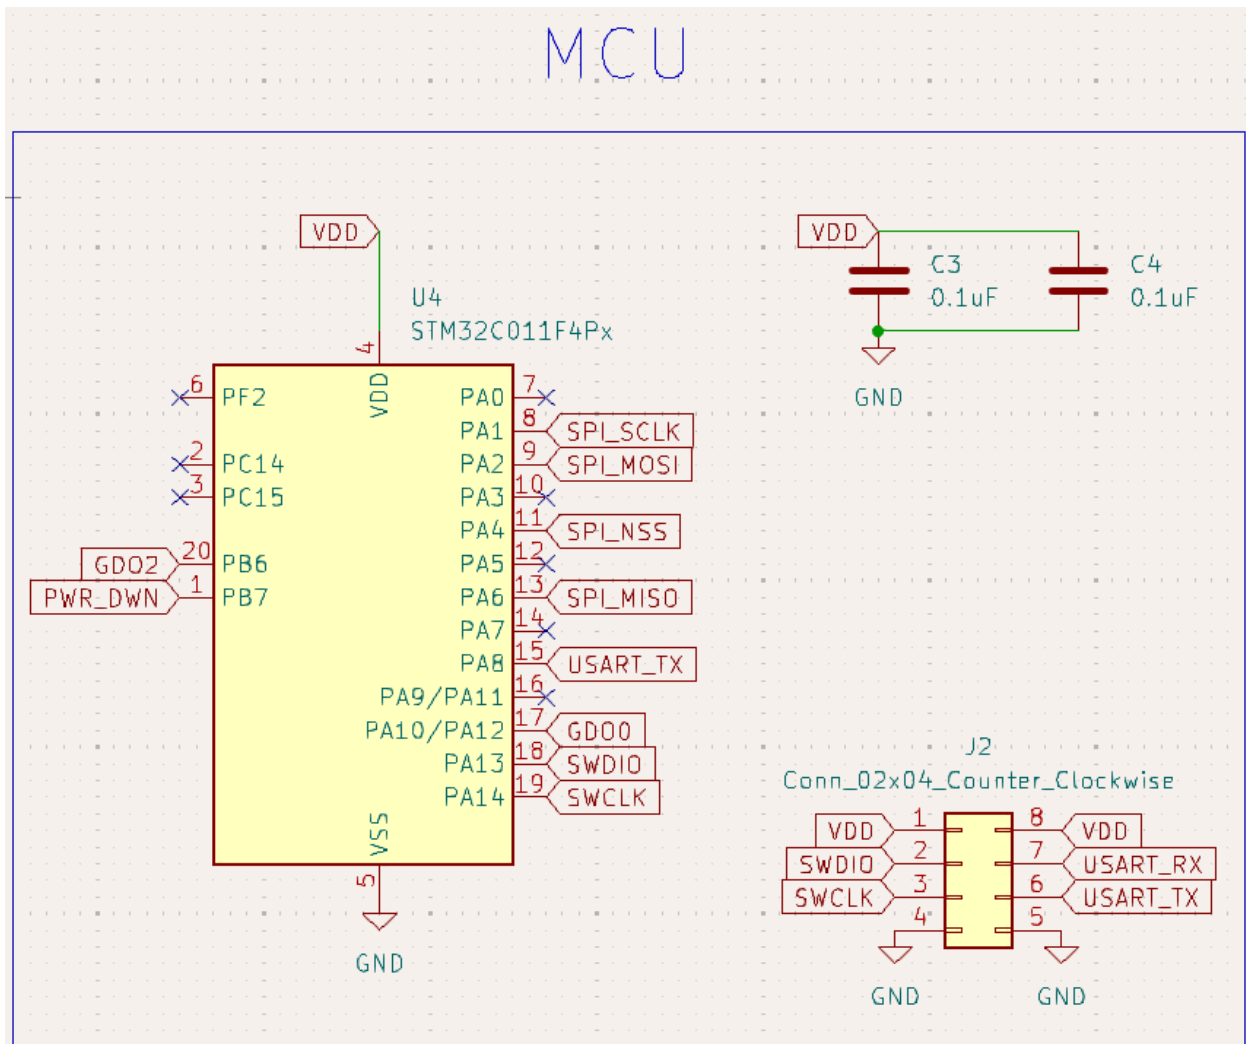 MCU
VDD
U4
STM32C011F4Px
4
VDD
6 PF2
2 PC14
3 PC15
GDO2 20 PB6
PWR_DWN 1 PB7
PA0 7
PA1 8 SPI_SCLK
PA2 9 SPI_MOSI
PA3 10
PA4 11 SPI_NSS
PA5 12
PA6 13 SPI_MISO
PA7 14
PA8 15 USART_TX
PA9/PA11 16
PA10/PA12 17 GDO0
PA13 18 SWDIO
PA14 19 SWCLK
VSS
5
GND
VDD
C3
0.1uF
C4
0.1uF
GND
J2
Conn_02x04_Counter_Clockwise
VDD 1 8 VDD
SWDIO 2 7 USART_RX
SWCLK 3 6 USART_TX
4 5
GND GND